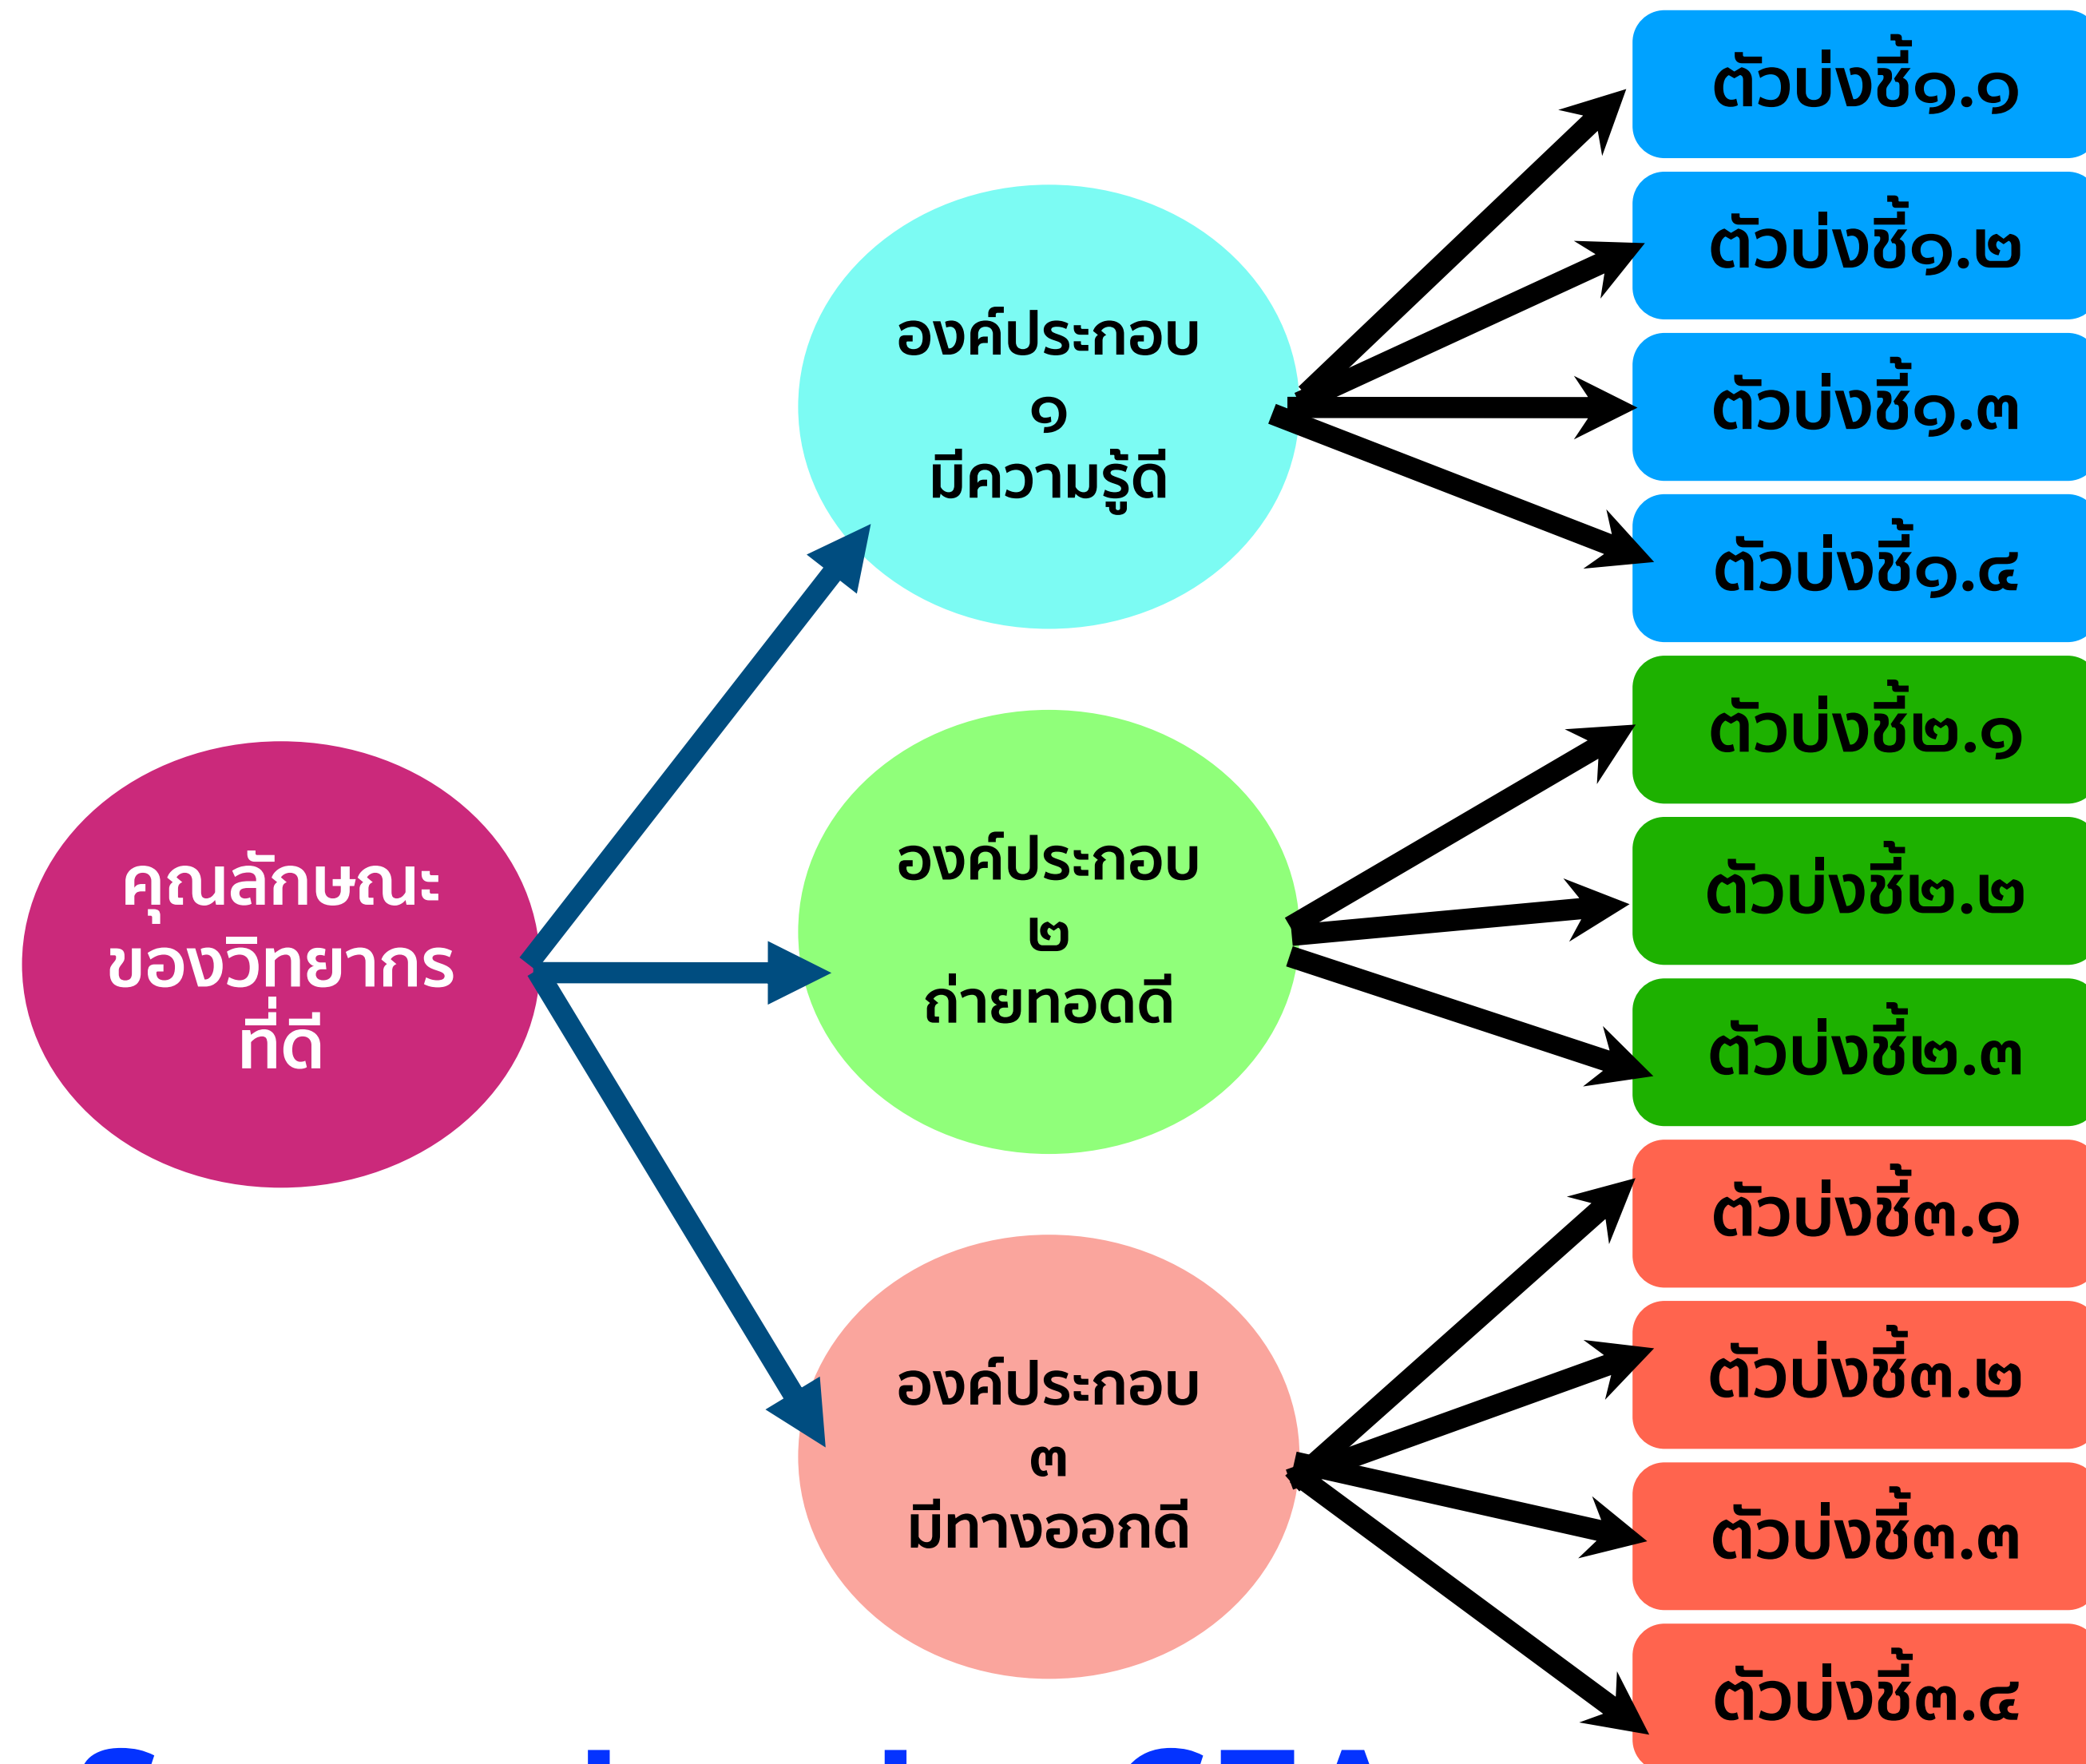 คุณลักษณะ
ของวิทยากร
ที่ดี
องค์ประกอบ
๑
มีความรู้ดี
องค์ประกอบ
๒
ถ่ายทอดดี
องค์ประกอบ
๓
มีทางออกดี
ตัวบ่งชี้๑.๑
ตัวบ่งชี้๑.๒
ตัวบ่งชี้๑.๓
ตัวบ่งชี้๑.๔
ตัวบ่งชี้๒.๑
ตัวบ่งชี้๒.๒
ตัวบ่งชี้๒.๓
ตัวบ่งชี้๓.๑
ตัวบ่งชี้๓.๒
ตัวบ่งชี้๓.๓
ตัวบ่งชี้๓.๔